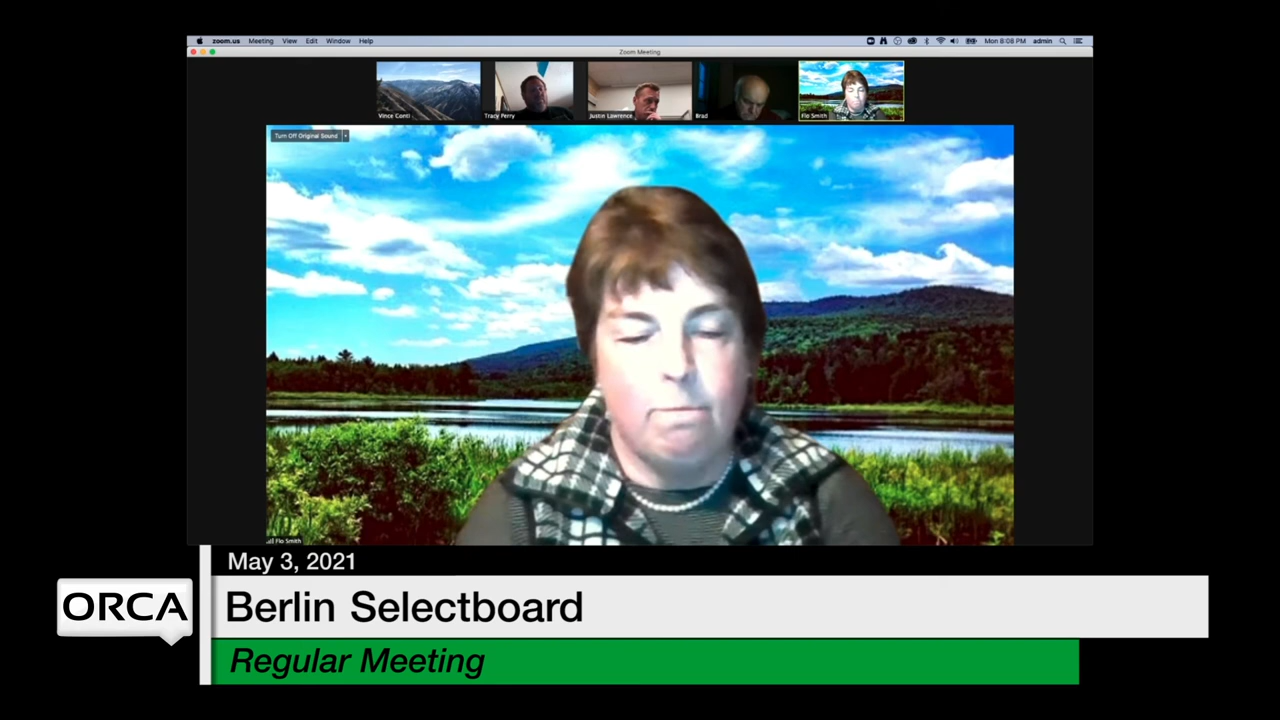 zoom.us Meeting View Edit Window Help Mon 8:08 PM admin
Zoom Meeting
Vince Conti
Tracy Perry
Justin Lawrence
Brad
Flo Smith
Turn Off Original Sound
Flo Smith
May 3, 2021
ORCA
Berlin Selectboard
Regular Meeting